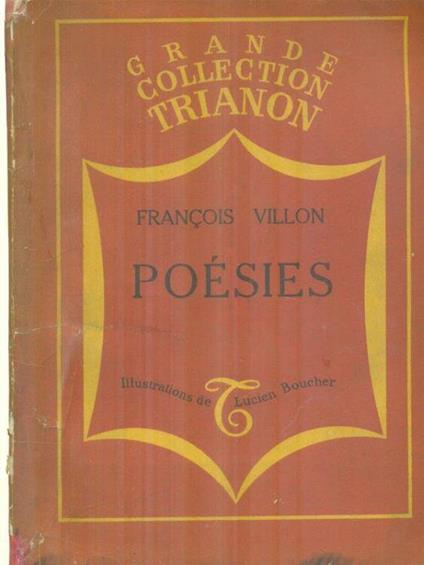 GRANDE
COLLECTION
TRIANON
FRANÇOIS VILLON
POÉSIES
Illustrations de Lucien Boucher
T